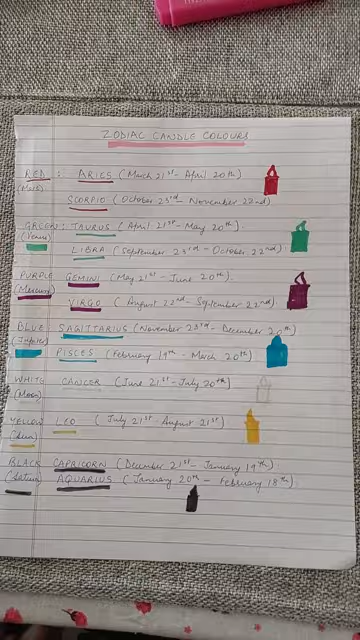 ZODIAC CANDLE COLOURS
RED : ARIES (March 21st - April 20th)
(Mars)
SCORPIO (October 23rd - November 22nd)
GREEN : TAURUS (April 21st - May 20th)
(Venus)
LIBRA (September 23rd - October 22nd)
PURPLE GEMINI (May 21st - June 20th)
(Mercury)
VIRGO (August 22nd - September 22nd)
BLUE SAGITTARIUS (November 23rd - December 20th)
(Jupiter)
PISCES (February 19th - March 20th)
WHITE CANCER (June 21st - July 20th)
(Moon)
YELLOW LEO (July 21st - August 21st)
(Sun)
BLACK CAPRICORN (December 21st - January 19th)
(Saturn) AQUARIUS (January 20th - February 18th)